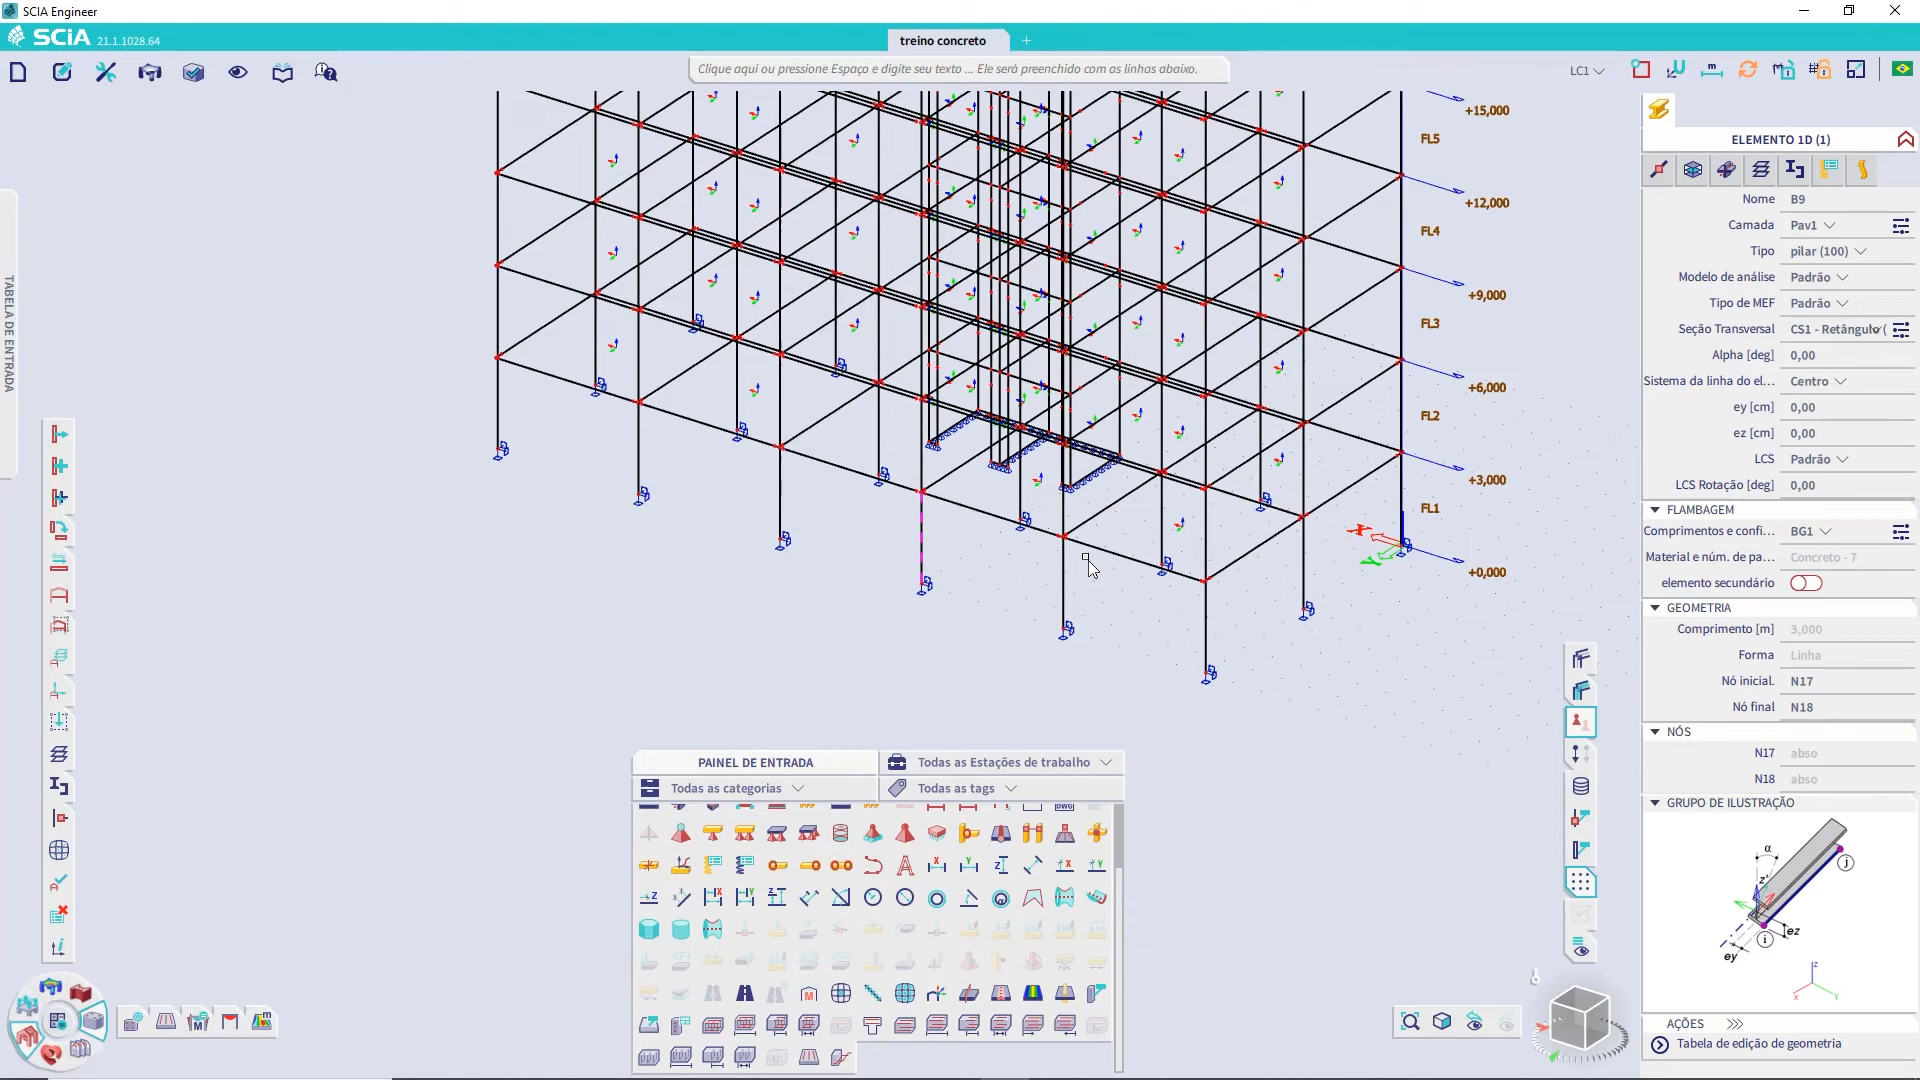 SCIA Engineer
SCiA 21.1.1028.64
treino concreto
Clique aqui ou pressione Espaço e digite seu texto ... Ele será preenchido com as linhas abaixo.
LC1
TABELA DE ENTRADA
+15,000
FL5
+12,000
FL4
+9,000
FL3
+6,000
FL2
+3,000
FL1
+0,000
X
Y
ELEMENTO 1D (1)
Nome B9
Camada Pav1
Tipo pilar (100)
Modelo de análise Padrão
Tipo de MEF Padrão
Seção Transversal CS1 - Retângulo (
Alpha [deg] 0,00
Sistema da linha do el... Centro
ey [cm] 0,00
ez [cm] 0,00
LCS Padrão
LCS Rotação [deg] 0,00
FLAMBAGEM
Comprimentos e confi... BG1
Material e núm. de pa... Concreto - 7
elemento secundário
GEOMETRIA
Comprimento [m] 3,000
Forma Linha
Nó inicial. N17
Nó final N18
NÓS
N17 abso
N18 abso
GRUPO DE ILUSTRAÇÃO
α
z'
j
i
ez
ey
z
x
y
AÇÕES >>>
Tabela de edição de geometria
PAINEL DE ENTRADA
Todas as Estações de trabalho
Todas as categorias
Todas as tags
DWG